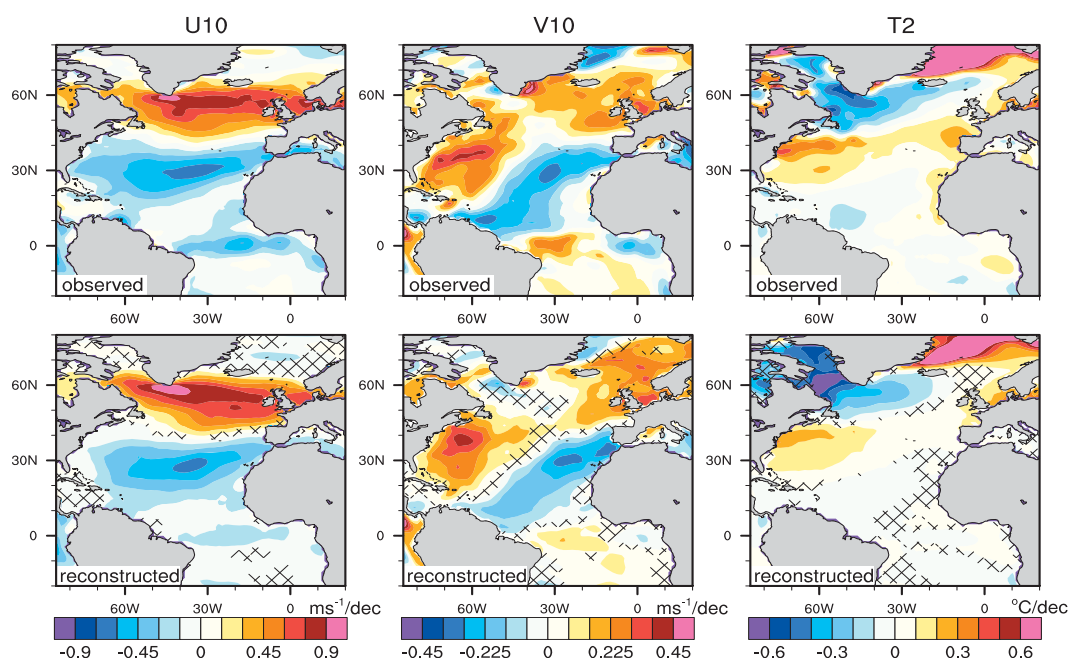 U10 V10 T2
60N
30N
0
observed observed observed
60W 30W 0 60W 30W 0 60W 30W 0
60N
30N
0
reconstructed reconstructed reconstructed
60W 30W 0 60W 30W 0 60W 30W 0
ms⁻¹/dec ms⁻¹/dec °C/dec
-0.9 -0.45 0 0.45 0.9 -0.45 -0.225 0 0.225 0.45 -0.6 -0.3 0 0.3 0.6